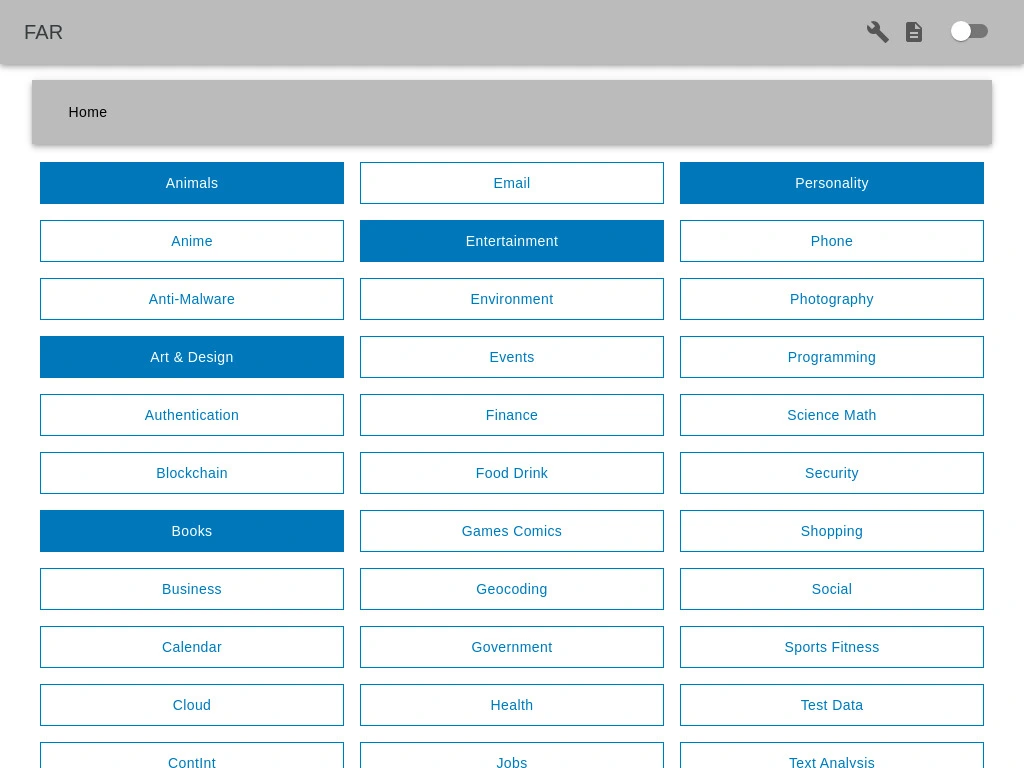 FAR
Home
Animals
Email
Personality
Anime
Entertainment
Phone
Anti-Malware
Environment
Photography
Art & Design
Events
Programming
Authentication
Finance
Science Math
Blockchain
Food Drink
Security
Books
Games Comics
Shopping
Business
Geocoding
Social
Calendar
Government
Sports Fitness
Cloud
Health
Test Data
ContInt
Jobs
Text Analysis